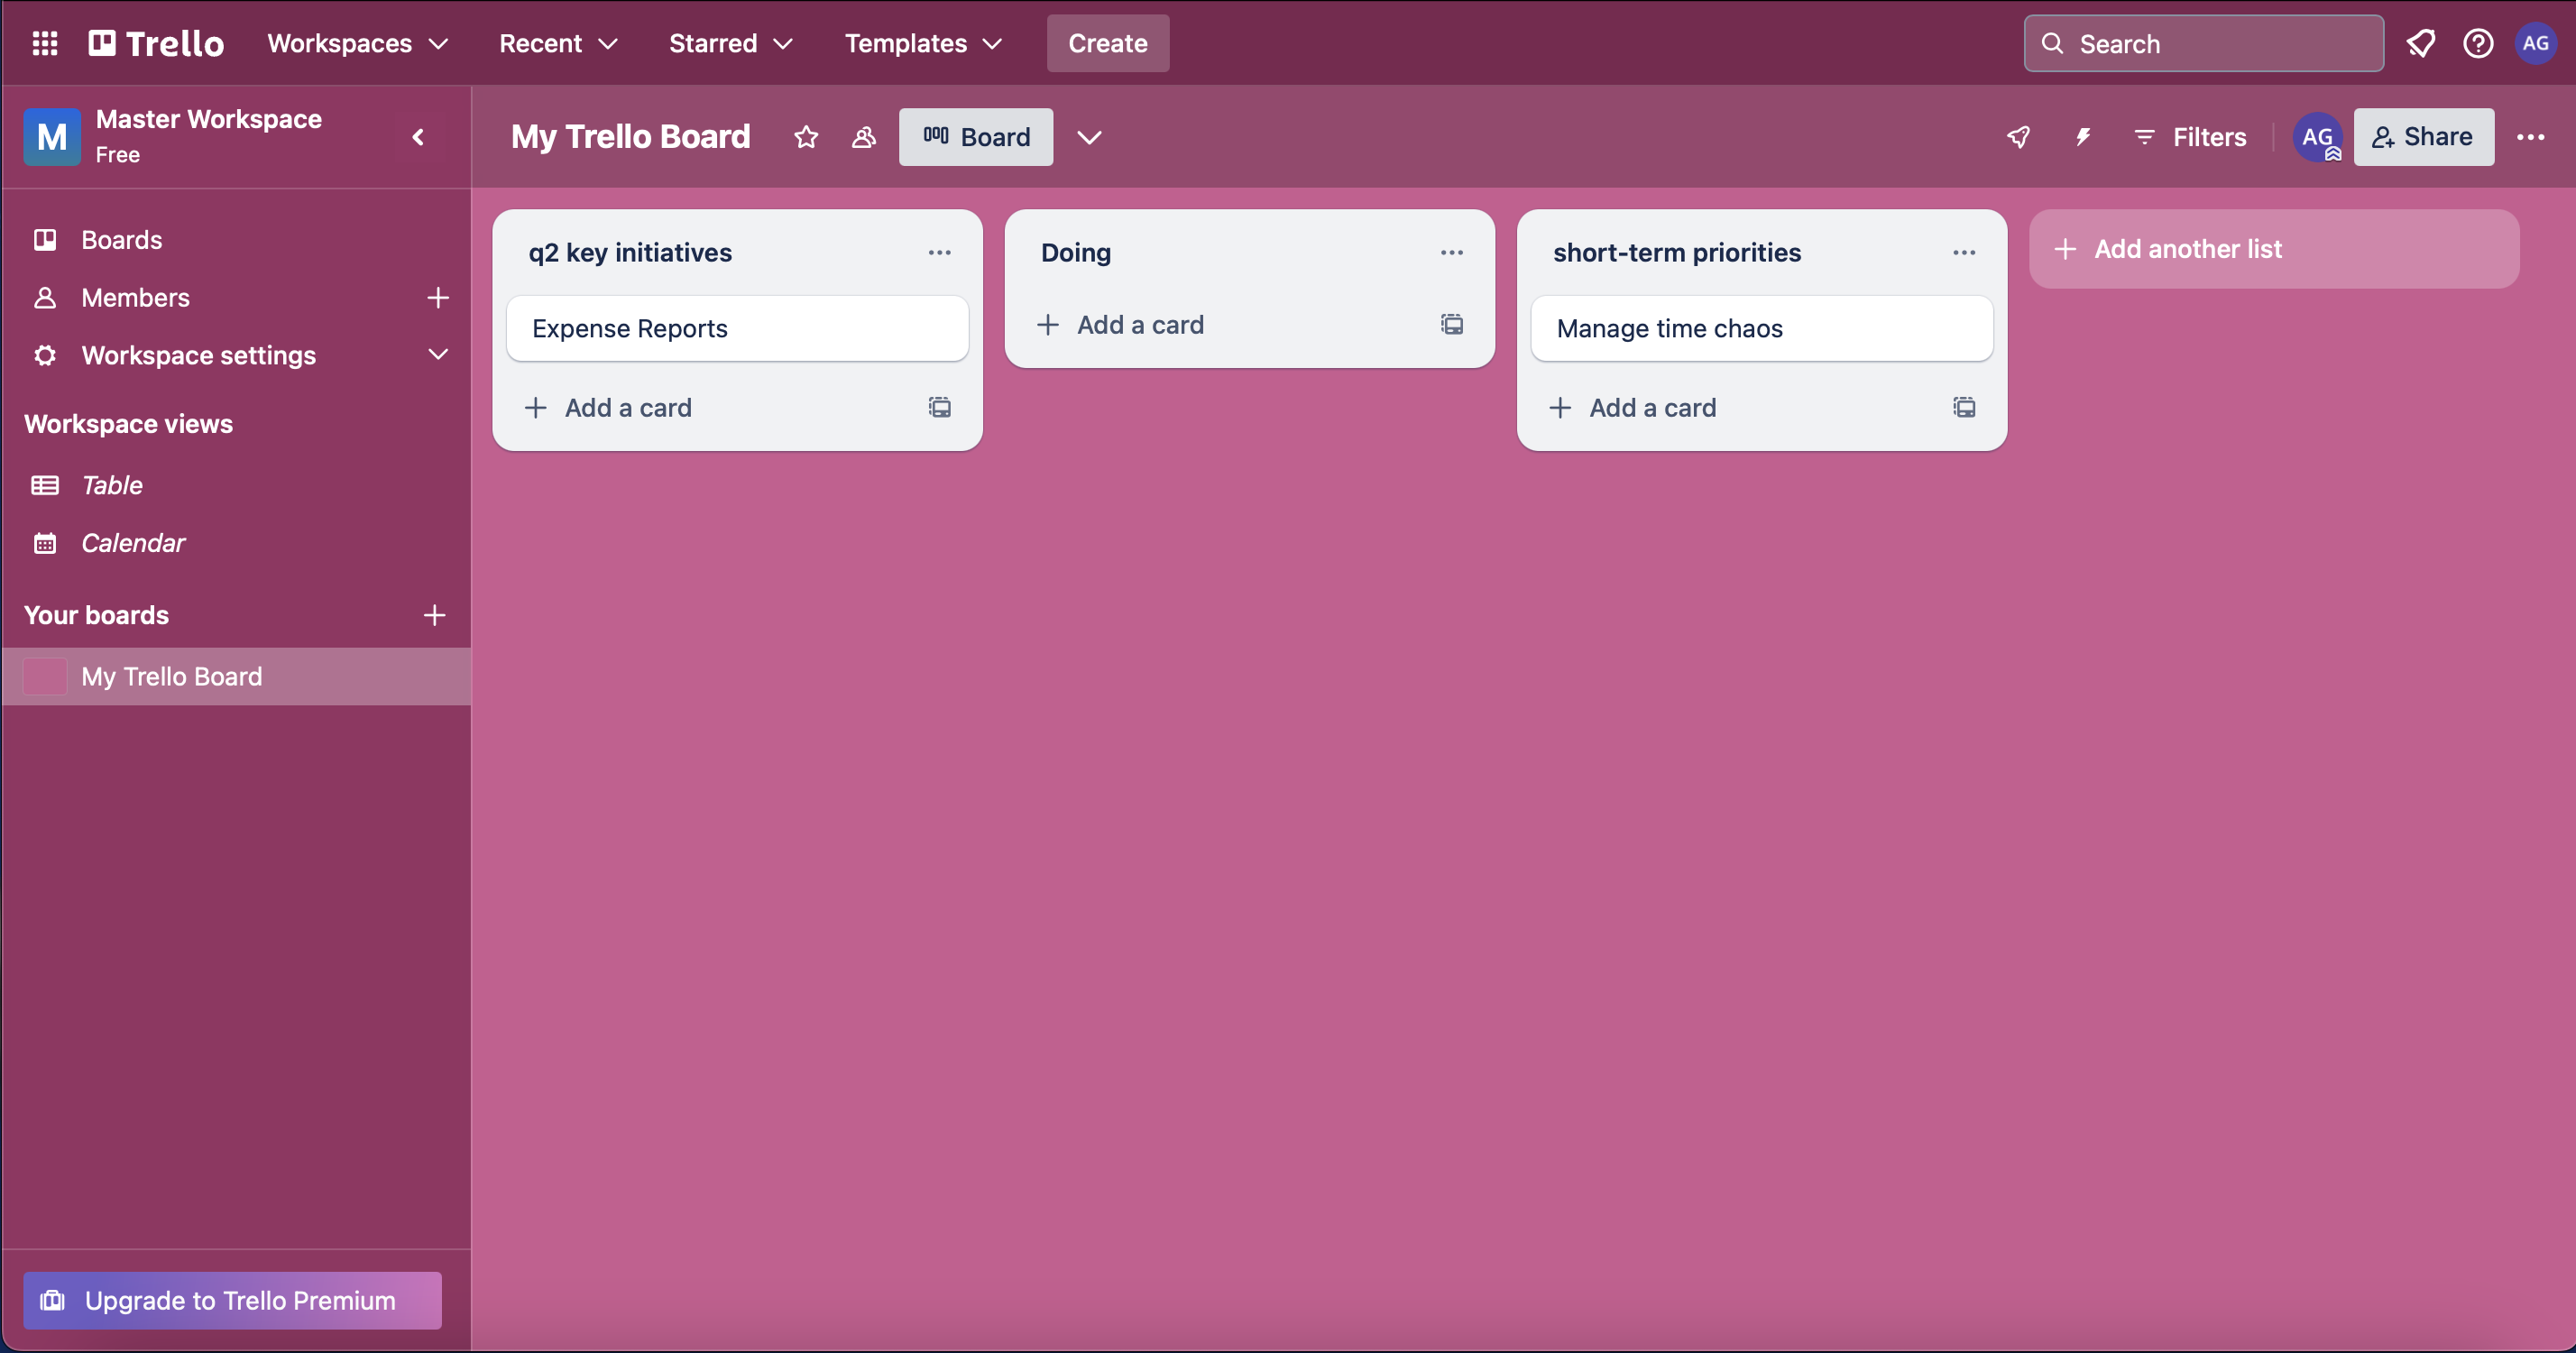 Trello Workspaces Recent Starred Templates Create Search AG
M Master Workspace
Free
My Trello Board Board Filters AG Share
Boards
Members
Workspace settings
Workspace views
Table
Calendar
Your boards
My Trello Board
Upgrade to Trello Premium
q2 key initiatives
Expense Reports
Add a card
Doing
Add a card
short-term priorities
Manage time chaos
Add a card
Add another list